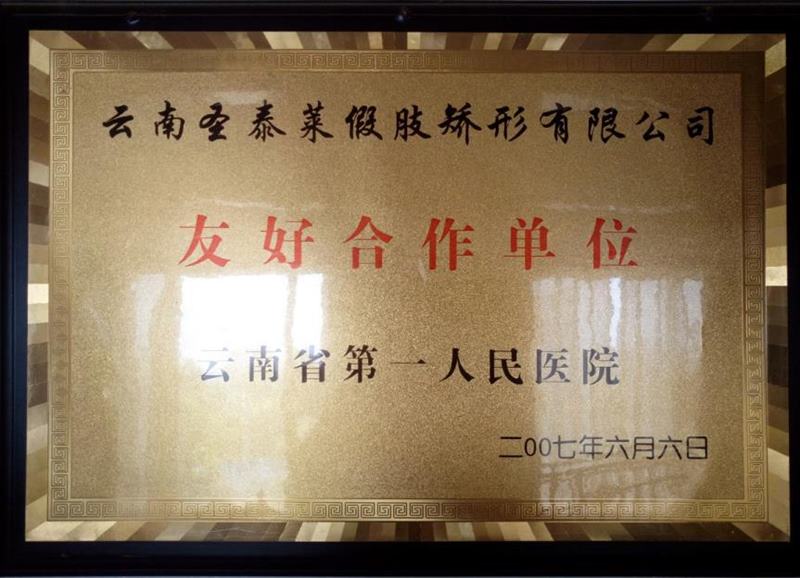 云南圣泰莱假肢矫形有限公司
友好合作单位
云南省第一人民医院
二00七年六月六日